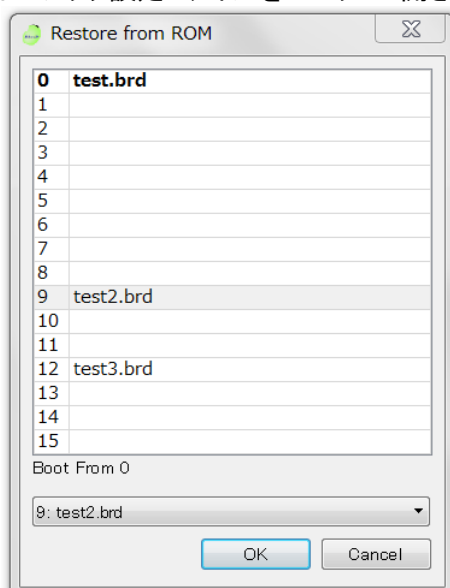 Restore from ROM
0 test.brd
1
2
3
4
5
6
7
8
9 test2.brd
10
11
12 test3.brd
13
14
15
Boot From 0
9: test2.brd
OK Cancel